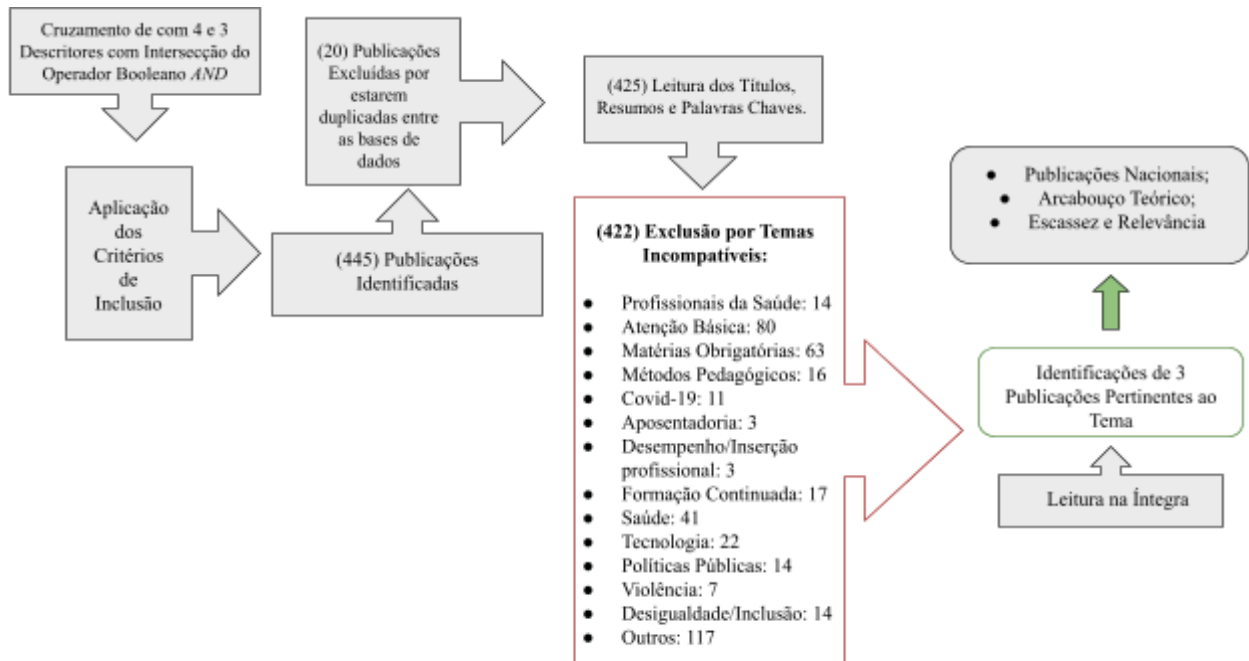 Cruzamento de com 4 e 3
Descritores com Intersecção do
Operador Booleano AND
Aplicação
dos
Critérios
de
Inclusão
(445) Publicações
Identificadas
(20) Publicações
Excluídas por
estarem
duplicadas entre
as bases de
dados
(425) Leitura dos Títulos,
Resumos e Palavras Chaves.
(422) Exclusão por Temas
Incompatíveis:
● Profissionais da Saúde: 14
● Atenção Básica: 80
● Matérias Obrigatórias: 63
● Métodos Pedagógicos: 16
● Covid-19: 11
● Aposentadoria: 3
● Desempenho/Inserção
profissional: 3
● Formação Continuada: 17
● Saúde: 41
● Tecnologia: 22
● Políticas Públicas: 14
● Violência: 7
● Desigualdade/Inclusão: 14
● Outros: 117
Leitura na Íntegra
Identificações de 3
Publicações Pertinentes ao
Tema
● Publicações Nacionais;
● Arcabouço Teórico;
● Escassez e Relevância